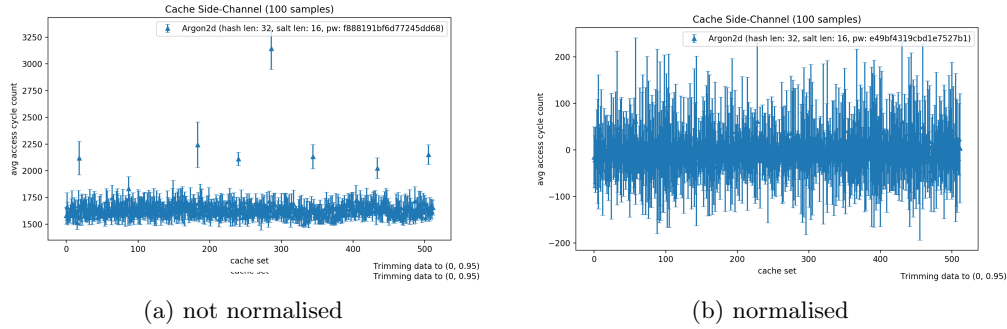 Cache Side-Channel (100 samples)
Argon2d (hash len: 32, salt len: 16, pw: f888191bf6d77245dd68)
avg access cycle count
3250
3000
2750
2500
2250
2000
1750
1500
0 100 200 300 400 500
cache set
cache set
Trimming data to (0, 0.95)
Trimming data to (0, 0.95)
(a) not normalised
Cache Side-Channel (100 samples)
Argon2d (hash len: 32, salt len: 16, pw: e49bf4319cbd1e7527b1)
avg access cycle count
200
100
0
−100
−200
0 100 200 300 400 500
cache set
Trimming data to (0, 0.95)
(b) normalised